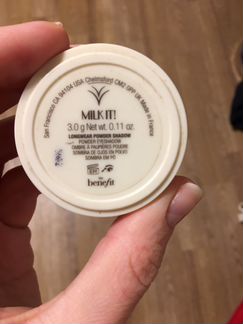 San Francisco CA 94104 USA Chelmsford CM2 0PP UK Made in France
MILK IT!
3.0 g Net wt. 0.11 oz.
LONGWEAR POWDER SHADOW
POWDER EYESHADOW
OMBRE À PAUPIÈRES POUDRE
SOMBRA DE OJOS EN POLVO
SOMBRA EM PÓ
benefit